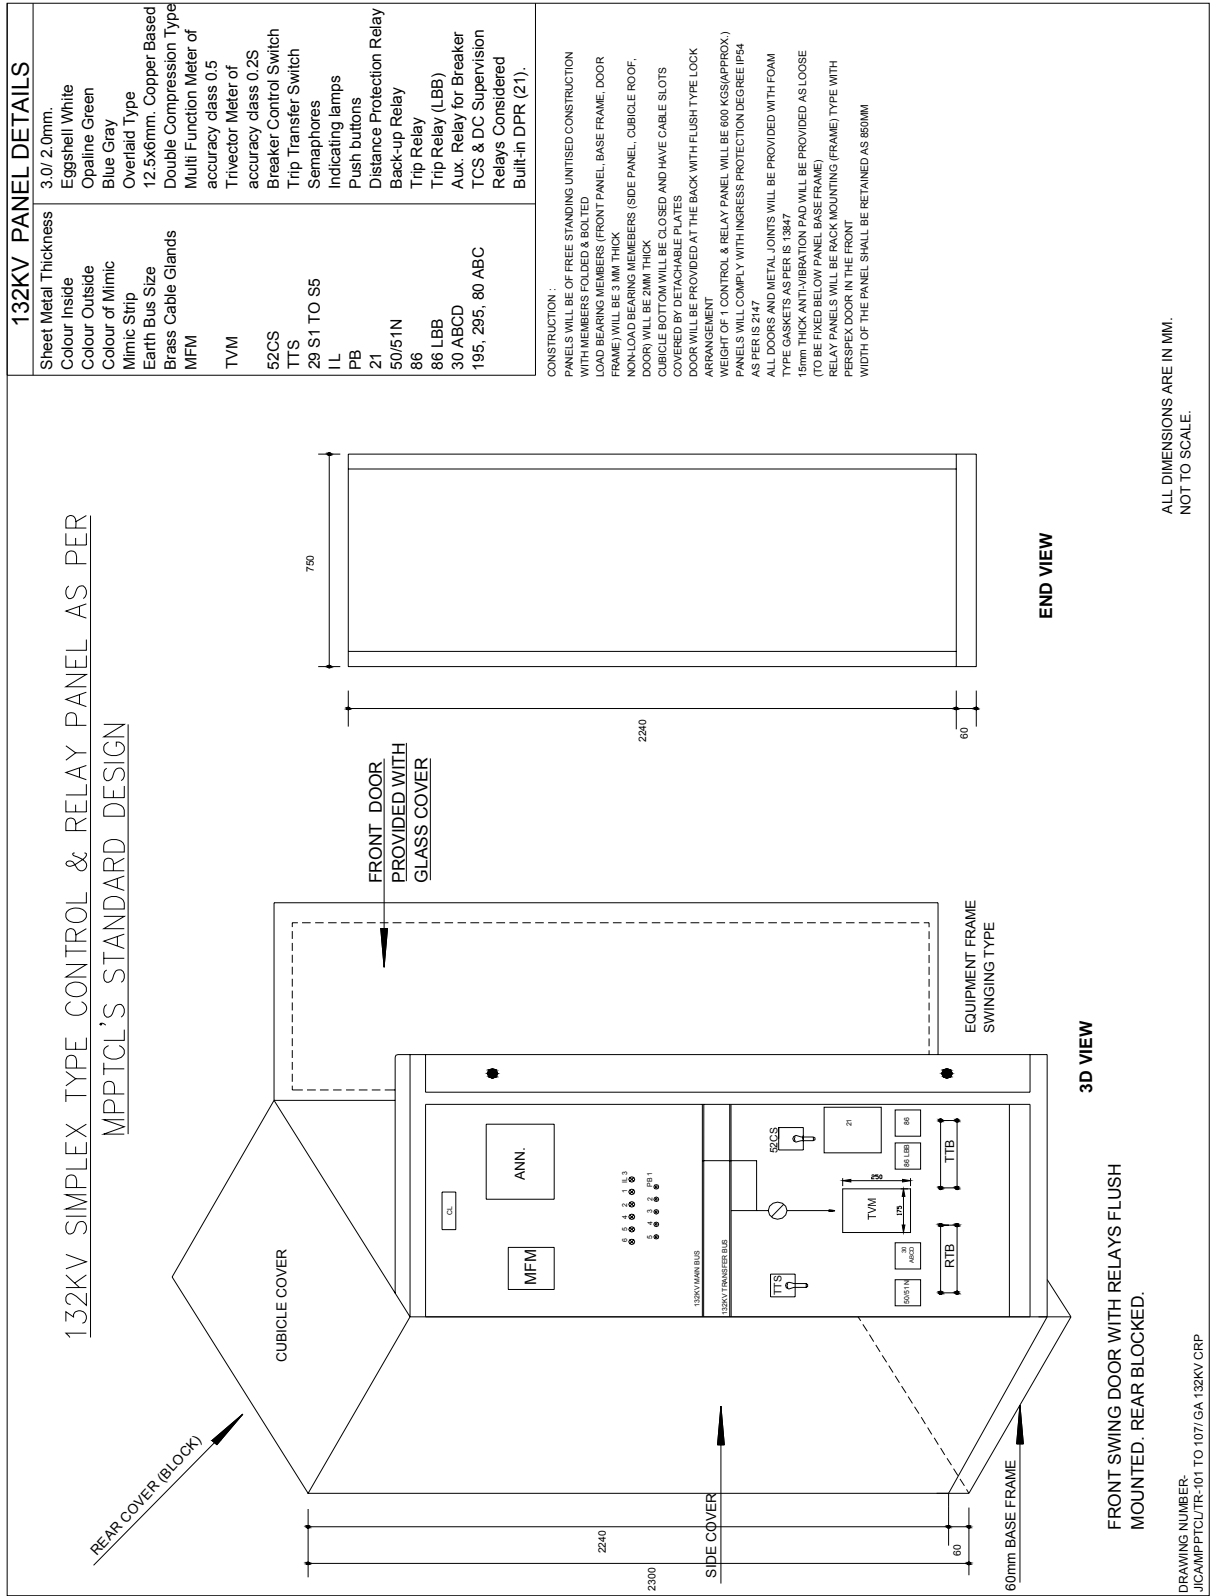 132KV SIMPLEX TYPE CONTROL & RELAY PANEL AS PER
MPPTCL'S STANDARD DESIGN
132KV PANEL DETAILS
Sheet Metal Thickness 3.0/ 2.0mm.
Colour Inside Eggshell White
Colour Outside Opaline Green
Colour of Mimic Blue Gray
Mimic Strip Overlaid Type
Earth Bus Size 12.5x6mm. Copper Based
Brass Cable Glands Double Compression Type
MFM Multi Function Meter of
accuracy class 0.5
TVM Trivector Meter of
accuracy class 0.2S
52CS Breaker Control Switch
TTS Trip Transfer Switch
29 S1 TO S5 Semaphores
I L Indicating lamps
PB Push buttons
21 Distance Protection Relay
50/51N Back-up Relay
86 Trip Relay
86 LBB Trip Relay (LBB)
30 ABCD Aux. Relay for Breaker
195, 295, 80 ABC TCS & DC Supervision
Relays Considered
Built-in DPR (21).
CONSTRUCTION :
PANELS WILL BE OF FREE STANDING UNITISED CONSTRUCTION
WITH MEMBERS FOLDED & BOLTED
LOAD BEARING MEMBERS (FRONT PANEL, BASE FRAME, DOOR
FRAME) WILL BE 3 MM THICK
NON-LOAD BEARING MEMEBERS (SIDE PANEL, CUBICLE ROOF,
DOOR) WILL BE 2MM THICK
CUBICLE BOTTOM WILL BE CLOSED AND HAVE CABLE SLOTS
COVERED BY DETACHABLE PLATES
DOOR WILL BE PROVIDED AT THE BACK WITH FLUSH TYPE LOCK
ARRANGEMENT
WEIGHT OF 1 CONTROL & RELAY PANEL WILL BE 600 KGS(APPROX.)
PANELS WILL COMPLY WITH INGRESS PROTECTION DEGREE IP54
AS PER IS 2147
ALL DOORS AND METAL JOINTS WILL BE PROVIDED WITH FOAM
TYPE GASKETS AS PER IS 13847
15mm THICK ANTI-VIBRATION PAD WILL BE PROVIDED AS LOOSE
(TO BE FIXED BELOW PANEL BASE FRAME)
RELAY PANELS WILL BE RACK MOUNTING (FRAME) TYPE WITH
PERSPEX DOOR IN THE FRONT
WIDTH OF THE PANEL SHALL BE RETAINED AS 850MM
REAR COVER (BLOCK)
CUBICLE COVER
FRONT DOOR
PROVIDED WITH
GLASS COVER
CL
MFM
ANN.
6 5 4 2 1 IL 3
5 4 3 2 PB 1
132KV MAIN BUS
132KV TRANSFER BUS
TTS
52CS
TVM
250
175
21
50/51N
30
ABCD
86 LBB
86
RTB
TTB
EQUIPMENT FRAME
SWINGING TYPE
2240
60
2300
SIDE COVER
60mm BASE FRAME
3D VIEW
750
2240
60
END VIEW
FRONT SWING DOOR WITH RELAYS FLUSH
MOUNTED. REAR BLOCKED.
ALL DIMENSIONS ARE IN MM.
NOT TO SCALE.
DRAWING NUMBER-
JICA/MPPTCL/TR-101 TO 107/ GA 132KV CRP